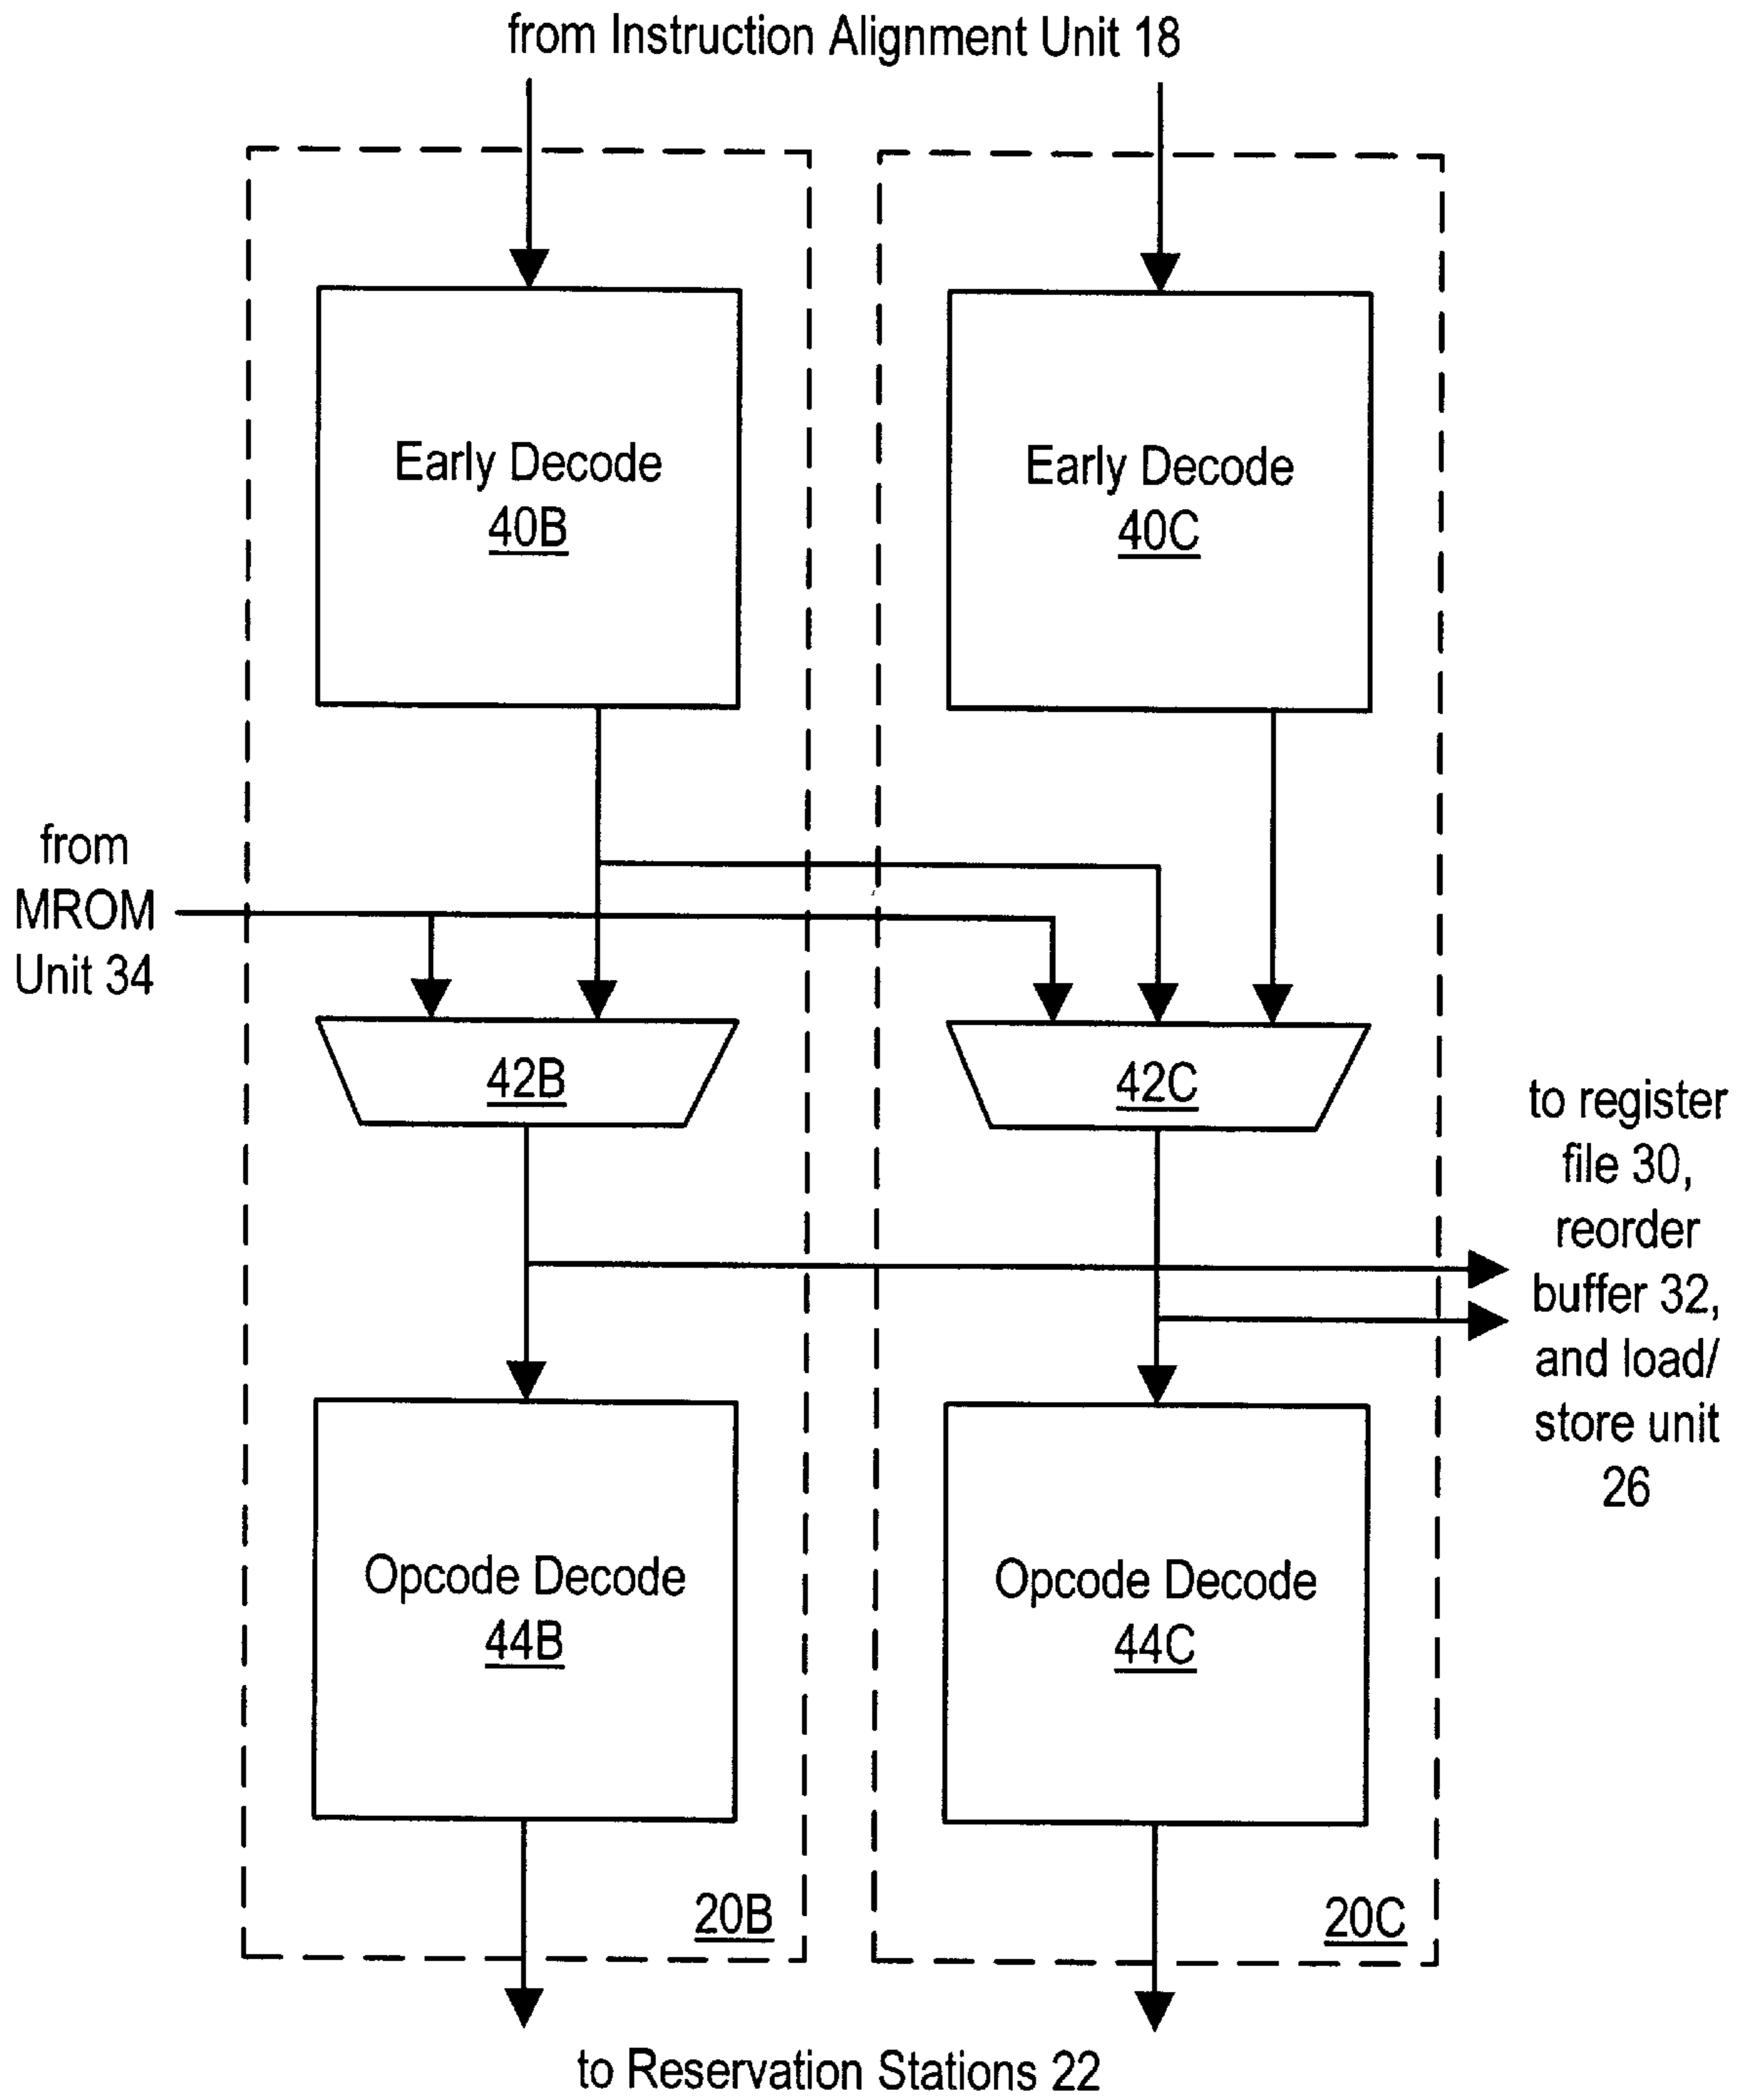 from Instruction Alignment Unit 18
Early Decode
40B
Early Decode
40C
from
MROM
Unit 34
42B
42C
to register
file 30,
reorder
buffer 32,
and load/
store unit
26
Opcode Decode
44B
Opcode Decode
44C
20B
20C
to Reservation Stations 22